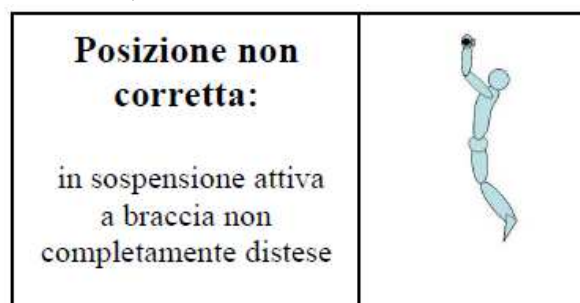 Posizione non
corretta:
in sospensione attiva
a braccia non
completamente distese